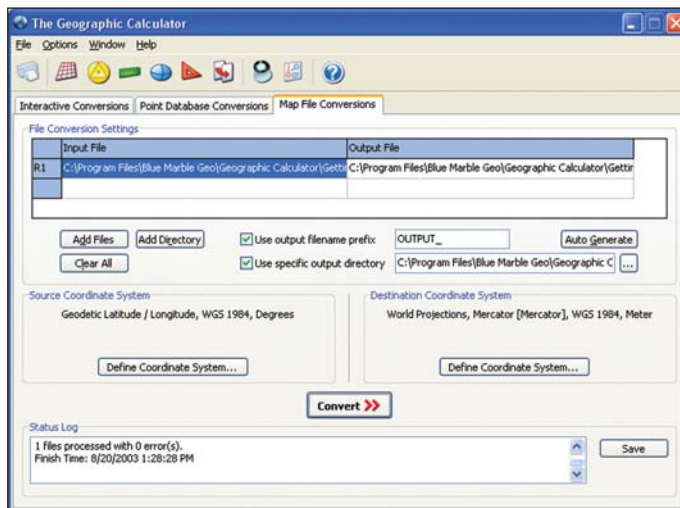 The Geographic Calculator
File Options Window Help
Interactive Conversions Point Database Conversions Map File Conversions
File Conversion Settings
Input File Output File
R1 C:\Program Files\Blue Marble Geo\Geographic Calculator\Getti C:\Program Files\Blue Marble Geo\Geographic Calculator\Gettir
Add Files Add Directory Use output filename prefix OUTPUT_ Auto Generate
Clear All Use specific output directory C:\Program Files\Blue Marble Geo\Geographic C ...
Source Coordinate System Destination Coordinate System
Geodetic Latitude / Longitude, WGS 1984, Degrees World Projections, Mercator [Mercator], WGS 1984, Meter
Define Coordinate System... Define Coordinate System...
Convert >>
Status Log
1 files processed with 0 error(s).
Finish Time: 8/20/2003 1:28:28 PM
Save